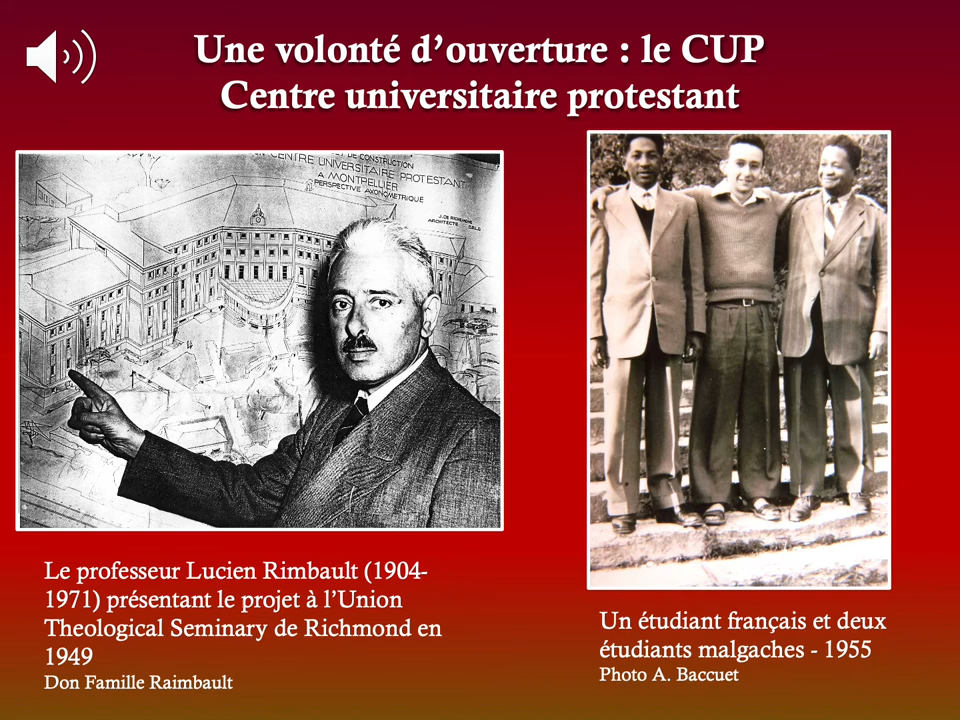 Une volonté d’ouverture : le CUP
Centre universitaire protestant
DE CONSTRUCTION
CENTRE UNIVERSITAIRE PROTESTANT
A MONTPELLIER
PERSPECTIVE AXONOMETRIQUE
ARCHITECTE
Le professeur Lucien Rimbault (1904-
1971) présentant le projet à l’Union
Theological Seminary de Richmond en
1949
Don Famille Raimbault
Un étudiant français et deux
étudiants malgaches - 1955
Photo A. Baccuet